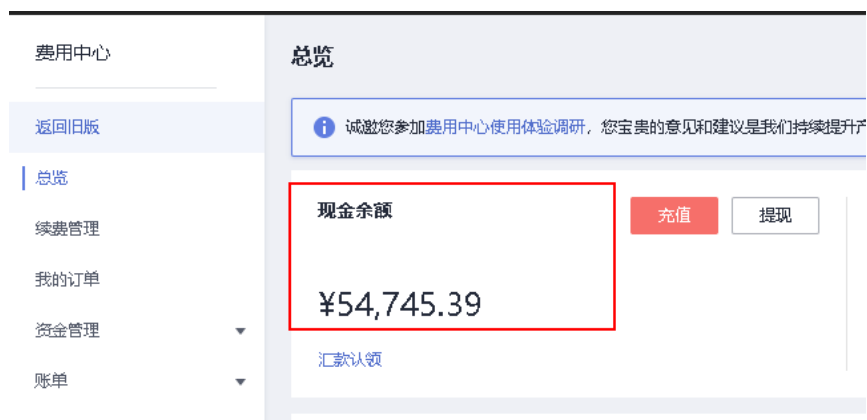 费用中心
返回旧版
总览
续费管理
我的订单
资金管理
账单
总览
诚邀您参加费用中心使用体验调研，您宝贵的意见和建议是我们持续提升产
现金余额
充值
提现
¥54,745.39
汇款认领